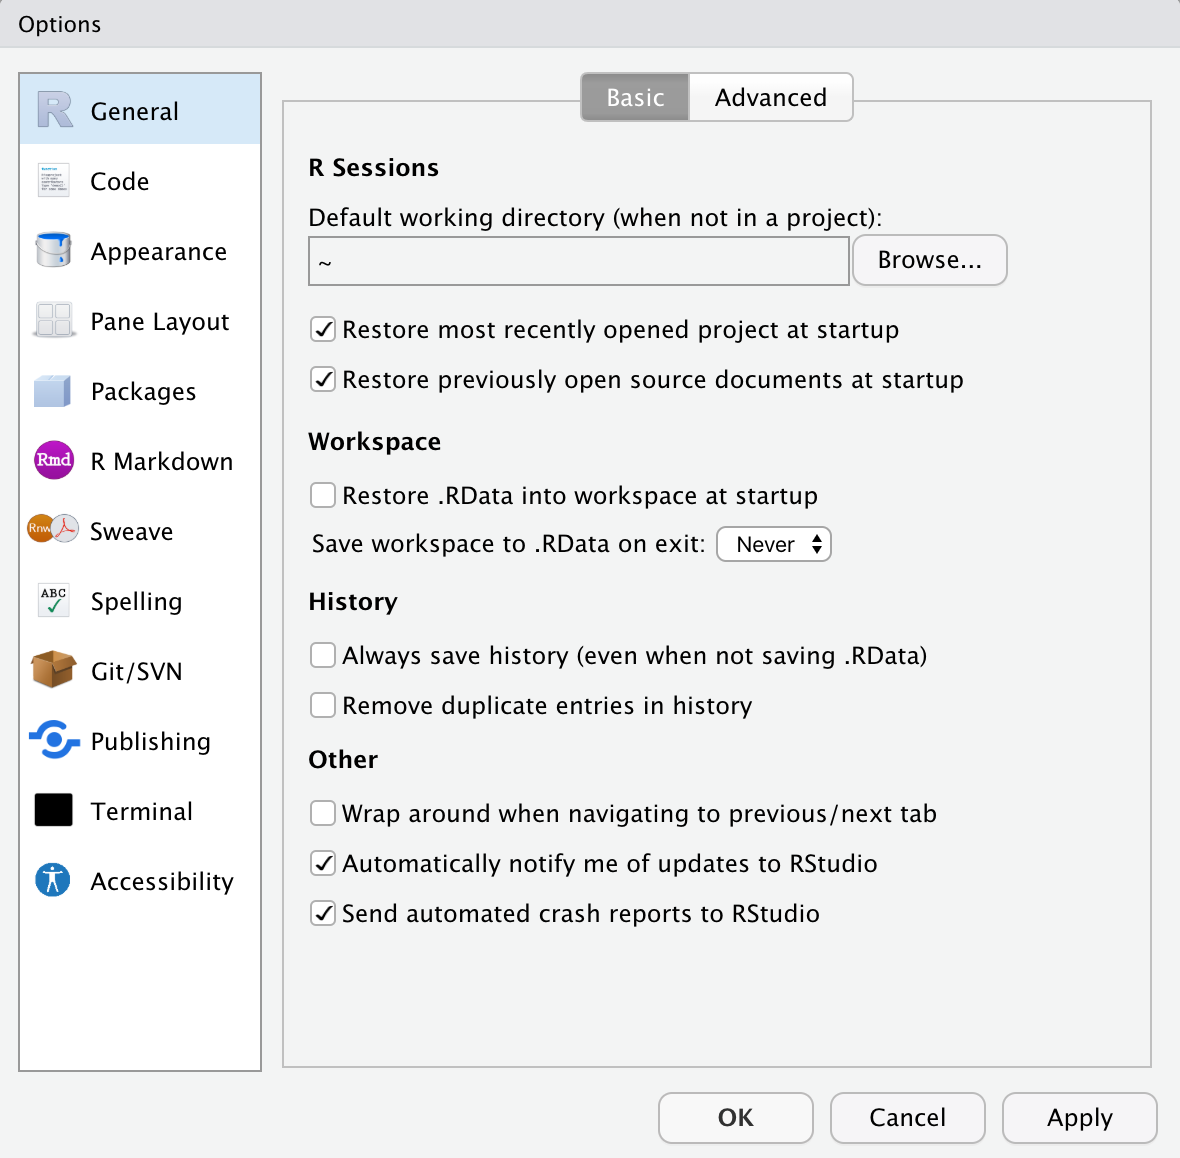 Options
General
Code
Appearance
Pane Layout
Packages
Rmd
R Markdown
Rnw
Sweave
ABC
Spelling
Git/SVN
Publishing
Terminal
Accessibility
Basic
Advanced
R Sessions
Default working directory (when not in a project):
~
Browse...
Restore most recently opened project at startup
Restore previously open source documents at startup
Workspace
Restore .RData into workspace at startup
Save workspace to .RData on exit: Never
History
Always save history (even when not saving .RData)
Remove duplicate entries in history
Other
Wrap around when navigating to previous/next tab
Automatically notify me of updates to RStudio
Send automated crash reports to RStudio
OK
Cancel
Apply